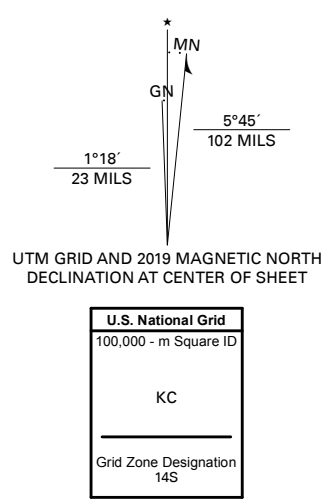 MN
GN
5°45´
102 MILS
1°18´
23 MILS
UTM GRID AND 2019 MAGNETIC NORTH
DECLINATION AT CENTER OF SHEET
U.S. National Grid
100,000 - m Square ID
KC
Grid Zone Designation
14S